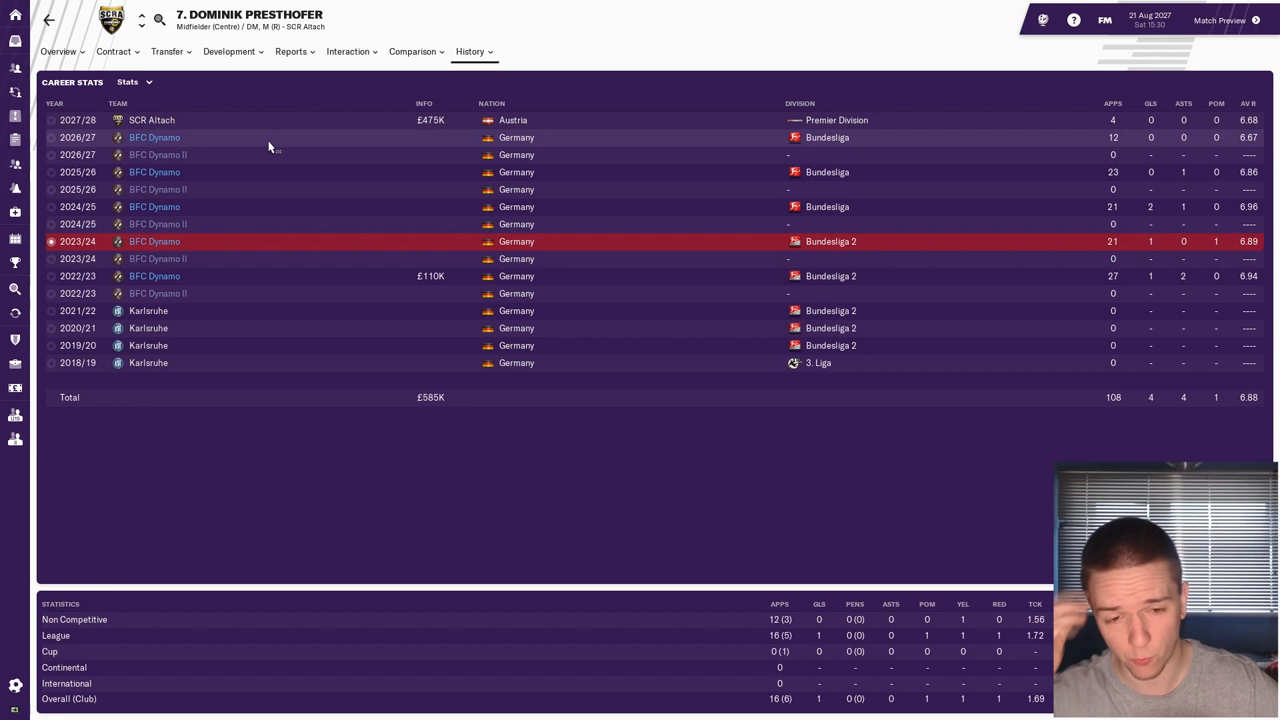 7. DOMINIK PRESTHOFER
Midfielder (Centre) / DM, M (R) - SCR Altach
21 Aug 2027
Sat 15:30
FM
Match Preview
Overview Contract Transfer Development Reports Interaction Comparison History
CAREER STATS Stats
YEAR TEAM INFO NATION DIVISION APPS GLS ASTS POM AV R
2027/28 SCR Altach £475K Austria Premier Division 4 0 0 0 6.68
2026/27 BFC Dynamo Germany Bundesliga 12 0 0 0 6.67
2026/27 BFC Dynamo II Germany - 0 - - - ----
2025/26 BFC Dynamo Germany Bundesliga 23 0 1 0 6.86
2025/26 BFC Dynamo II Germany - 0 - - - ----
2024/25 BFC Dynamo Germany Bundesliga 21 2 1 0 6.96
2024/25 BFC Dynamo II Germany - 0 - - - ----
2023/24 BFC Dynamo Germany Bundesliga 2 21 1 0 1 6.89
2023/24 BFC Dynamo II Germany - 0 - - - ----
2022/23 BFC Dynamo £110K Germany Bundesliga 2 27 1 2 0 6.94
2022/23 BFC Dynamo II Germany - 0 - - - ----
2021/22 Karlsruhe Germany Bundesliga 2 0 - - - ----
2020/21 Karlsruhe Germany Bundesliga 2 0 - - - ----
2019/20 Karlsruhe Germany Bundesliga 2 0 - - - ----
2018/19 Karlsruhe Germany 3. Liga 0 - - - ----
Total £585K 108 4 4 1 6.88
STATISTICS APPS GLS PENS ASTS POM YEL RED TCK
Non Competitive 12 (3) 0 0 (0) 0 0 1 0 1.56
League 16 (5) 1 0 (0) 0 1 1 1 1.72
Cup 0 (1) 0 0 (0) 0 0 0 0 -
Continental 0 - - - - - - -
International 0 - - - - - - -
Overall (Club) 16 (6) 1 0 (0) 0 1 1 1 1.69